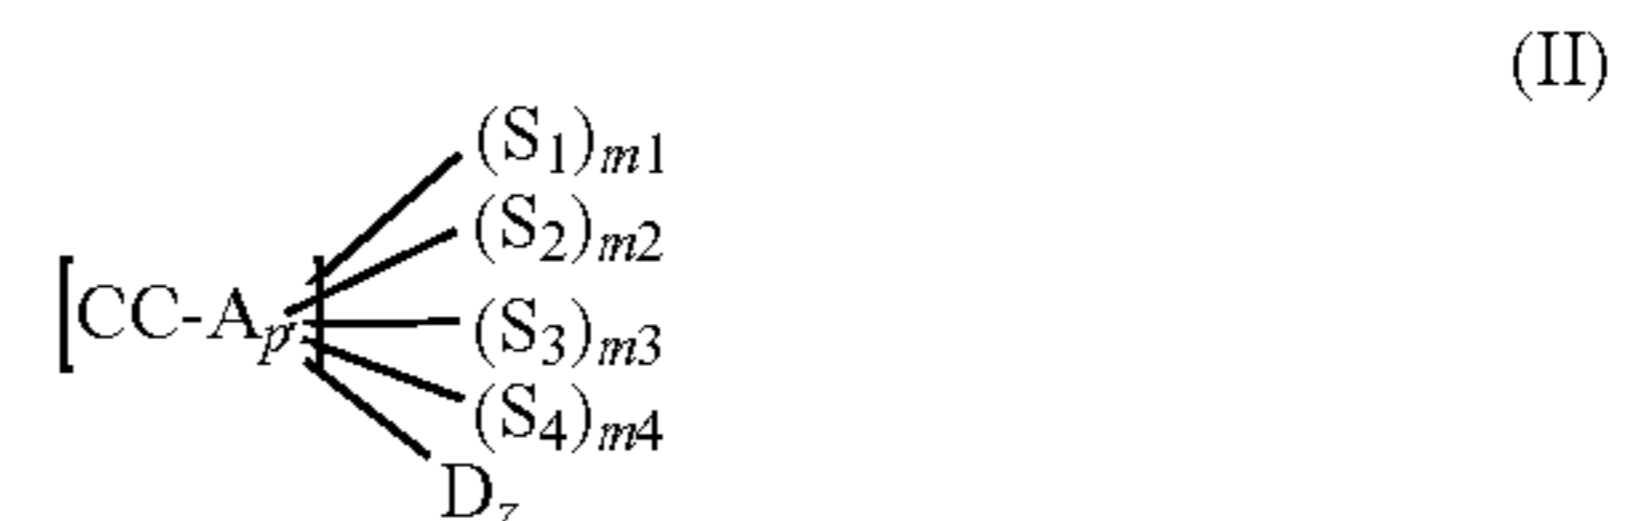 (II)
(S1)m1
(S2)m2
[CC-Ap']
(S3)m3
(S4)m4
Dz